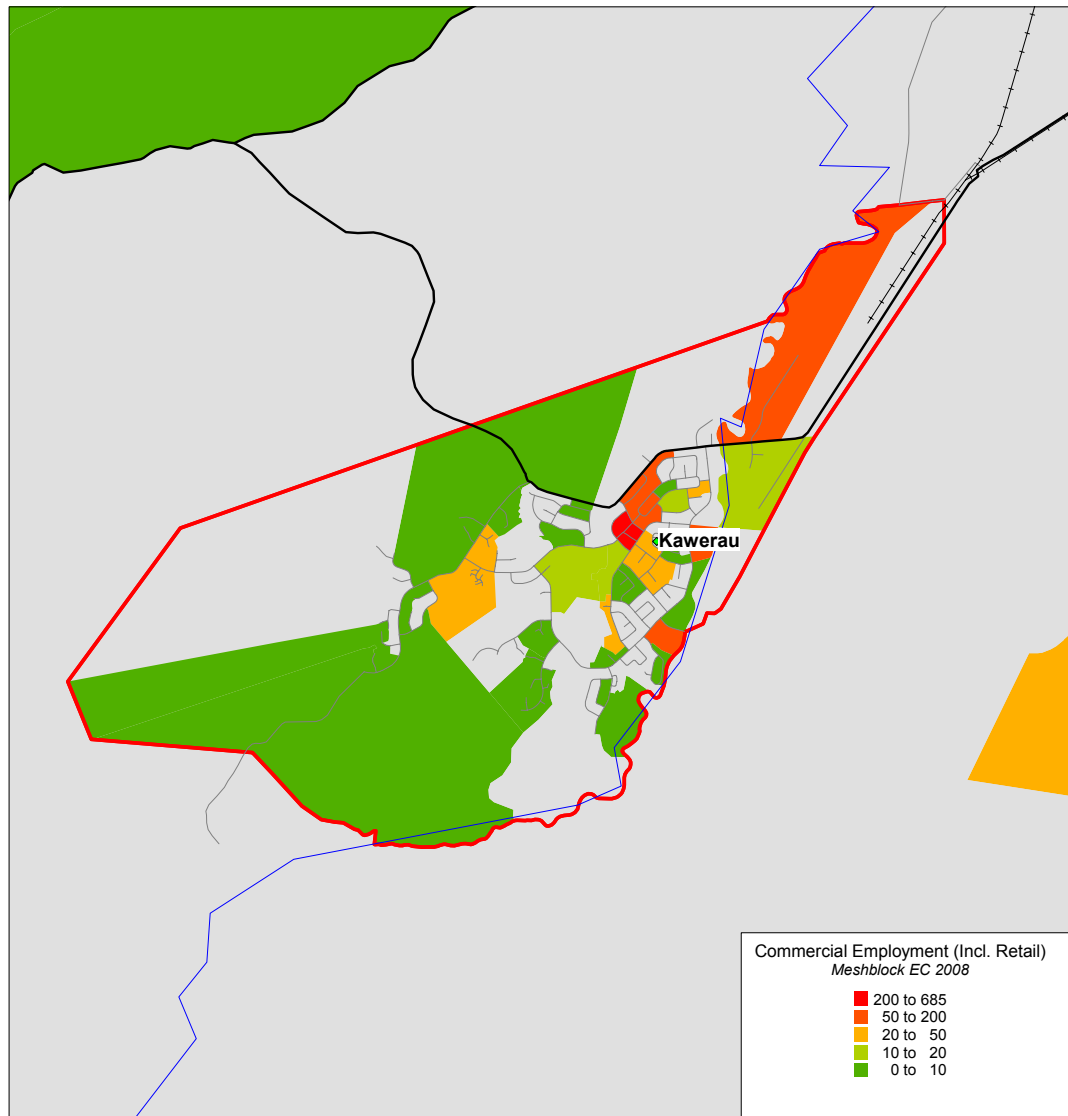 Kawerau
Commercial Employment (Incl. Retail)
Meshblock EC 2008
200 to 685
50 to 200
20 to 50
10 to 20
0 to 10